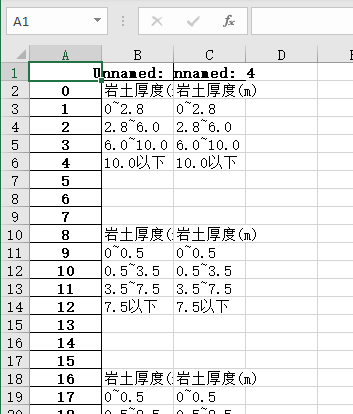 A1
A B C D
1 Unnamed: nnamed: 4
2 0 岩土厚度( 岩土厚度(m)
3 1 0~2.8 0~2.8
4 2 2.8~6.0 2.8~6.0
5 3 6.0~10.0 6.0~10.0
6 4 10.0以下 10.0以下
7 5
8 6
9 7
10 8 岩土厚度( 岩土厚度(m)
11 9 0~0.5 0~0.5
12 10 0.5~3.5 0.5~3.5
13 11 3.5~7.5 3.5~7.5
14 12 7.5以下 7.5以下
15 13
16 14
17 15
18 16 岩土厚度( 岩土厚度(m)
19 17 0~0.5 0~0.5